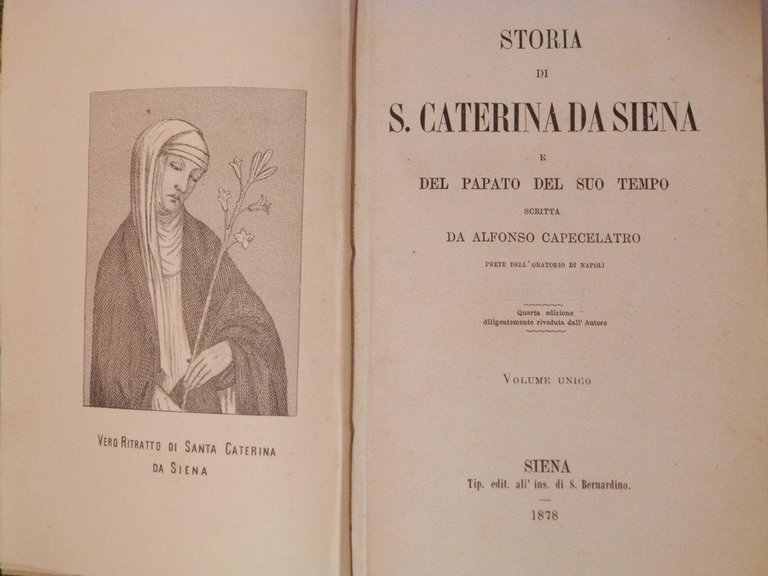 VERO RITRATTO DI SANTA CATERINA
DA SIENA
STORIA
DI
S. CATERINA DA SIENA
E
DEL PAPATO DEL SUO TEMPO
SCRITTA
DA ALFONSO CAPECELATRO
PRETE DELL'ORATORIO DI NAPOLI
Quarta edizione
diligentemente riveduta dall' Autore
VOLUME UNICO
SIENA
Tip. edit. all' ins. di S. Bernardino.
1878